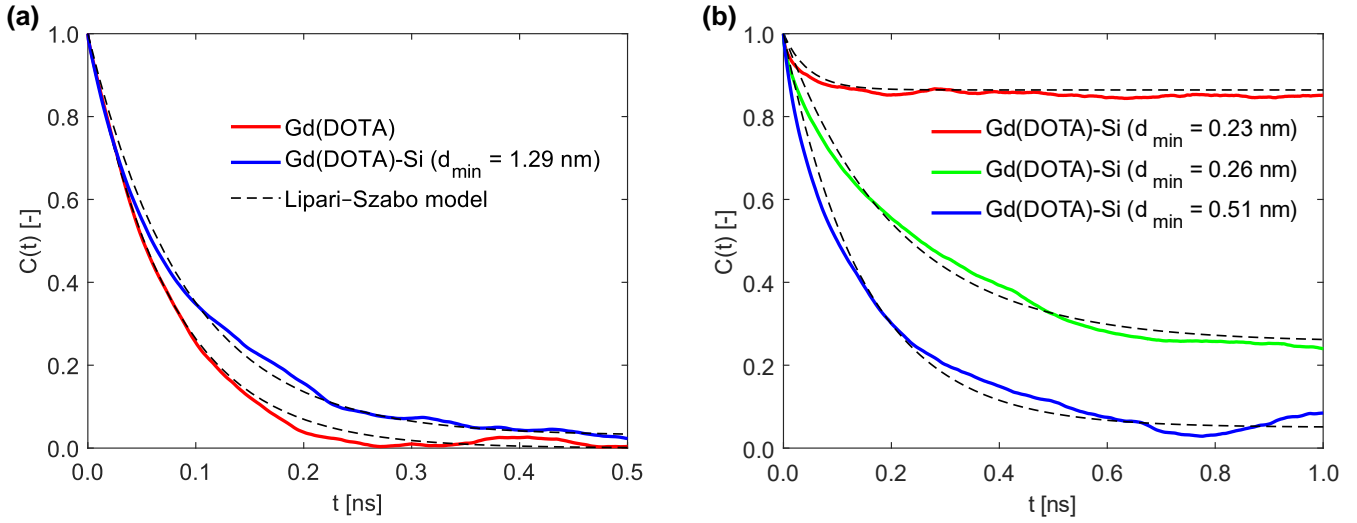 (a)
1.0
0.8
0.6
0.4
0.2
0.0
C(t) [-]
Gd(DOTA)
Gd(DOTA)-Si (d min = 1.29 nm)
Lipari–Szabo model
0.0 0.1 0.2 0.3 0.4 0.5
t [ns]
(b)
1.0
0.8
0.6
0.4
0.2
0.0
C(t) [-]
Gd(DOTA)-Si (d min = 0.23 nm)
Gd(DOTA)-Si (d min = 0.26 nm)
Gd(DOTA)-Si (d min = 0.51 nm)
0.0 0.2 0.4 0.6 0.8 1.0
t [ns]